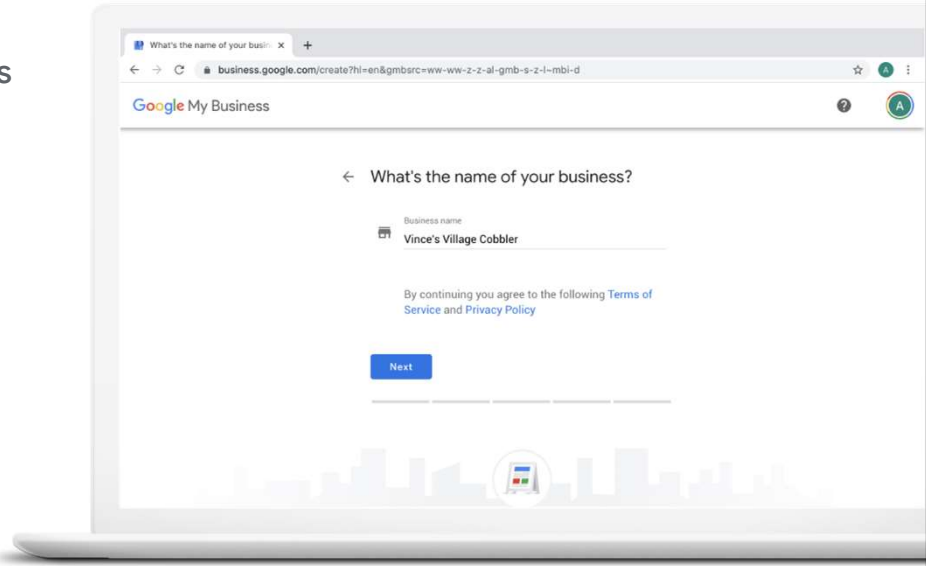 s
What's the name of your busin
business.google.com/create?hl=en&gmbsrc=ww-ww-z-z-al-gmb-s-z-l~mbi-d
A
Google My Business
A
What's the name of your business?
Business name
Vince's Village Cobbler
By continuing you agree to the following Terms of
Service and Privacy Policy
Next